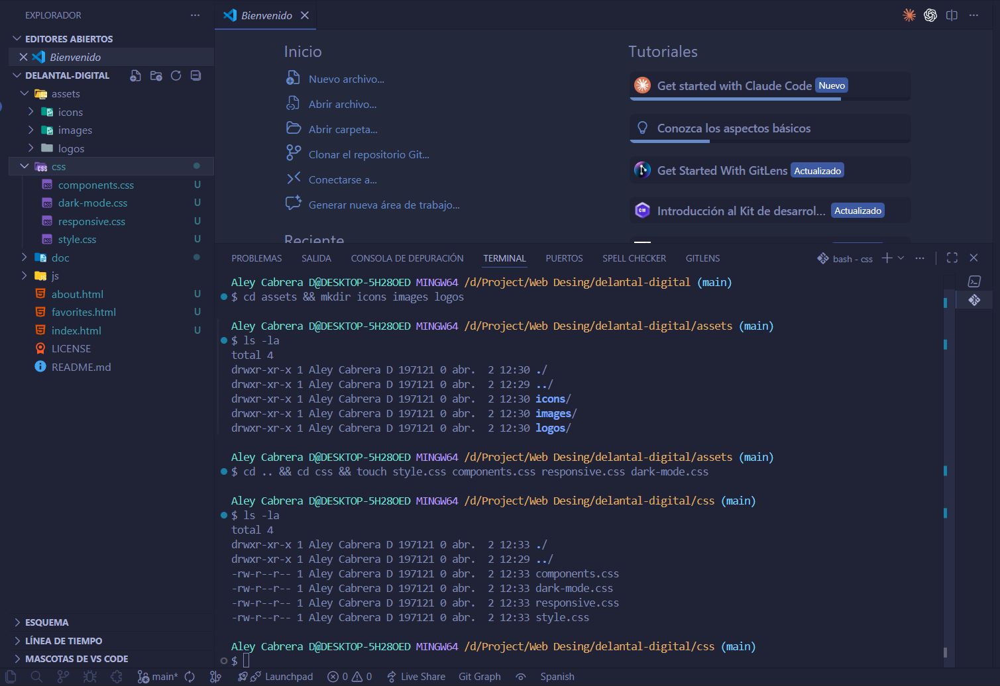 EXPLORADOR
EDITORES ABIERTOS
Bienvenido
DELANTAL-DIGITAL
assets
icons
images
logos
css
components.css U
dark-mode.css U
responsive.css U
style.css U
doc
js
about.html U
favorites.html U
index.html U
LICENSE
README.md
ESQUEMA
LÍNEA DE TIEMPO
MASCOTAS DE VS CODE
Bienvenido
Inicio
Nuevo archivo...
Abrir archivo...
Abrir carpeta...
Clonar el repositorio Git...
Conectarse a...
Generar nueva área de trabajo...
Reciente
Tutoriales
Get started with Claude Code Nuevo
Conozca los aspectos básicos
Get Started With GitLens Actualizado
Introducción al Kit de desarrol... Actualizado
PROBLEMAS SALIDA CONSOLA DE DEPURACIÓN TERMINAL PUERTOS SPELL CHECKER GITLENS bash - css
Aley Cabrera D@DESKTOP-5H28OED MINGW64 /d/Project/Web Desing/delantal-digital (main)
$ cd assets && mkdir icons images logos
Aley Cabrera D@DESKTOP-5H28OED MINGW64 /d/Project/Web Desing/delantal-digital/assets (main)
$ ls -la
total 4
drwxr-xr-x 1 Aley Cabrera D 197121 0 abr.  2 12:30 ./
drwxr-xr-x 1 Aley Cabrera D 197121 0 abr.  2 12:29 ../
drwxr-xr-x 1 Aley Cabrera D 197121 0 abr.  2 12:30 icons/
drwxr-xr-x 1 Aley Cabrera D 197121 0 abr.  2 12:30 images/
drwxr-xr-x 1 Aley Cabrera D 197121 0 abr.  2 12:30 logos/
Aley Cabrera D@DESKTOP-5H28OED MINGW64 /d/Project/Web Desing/delantal-digital/assets (main)
$ cd .. && cd css && touch style.css components.css responsive.css dark-mode.css
Aley Cabrera D@DESKTOP-5H28OED MINGW64 /d/Project/Web Desing/delantal-digital/css (main)
$ ls -la
total 4
drwxr-xr-x 1 Aley Cabrera D 197121 0 abr.  2 12:33 ./
drwxr-xr-x 1 Aley Cabrera D 197121 0 abr.  2 12:29 ../
-rw-r--r-- 1 Aley Cabrera D 197121 0 abr.  2 12:33 components.css
-rw-r--r-- 1 Aley Cabrera D 197121 0 abr.  2 12:33 dark-mode.css
-rw-r--r-- 1 Aley Cabrera D 197121 0 abr.  2 12:33 responsive.css
-rw-r--r-- 1 Aley Cabrera D 197121 0 abr.  2 12:33 style.css
Aley Cabrera D@DESKTOP-5H28OED MINGW64 /d/Project/Web Desing/delantal-digital/css (main)
$
main* Launchpad 0 0 Live Share Git Graph Spanish